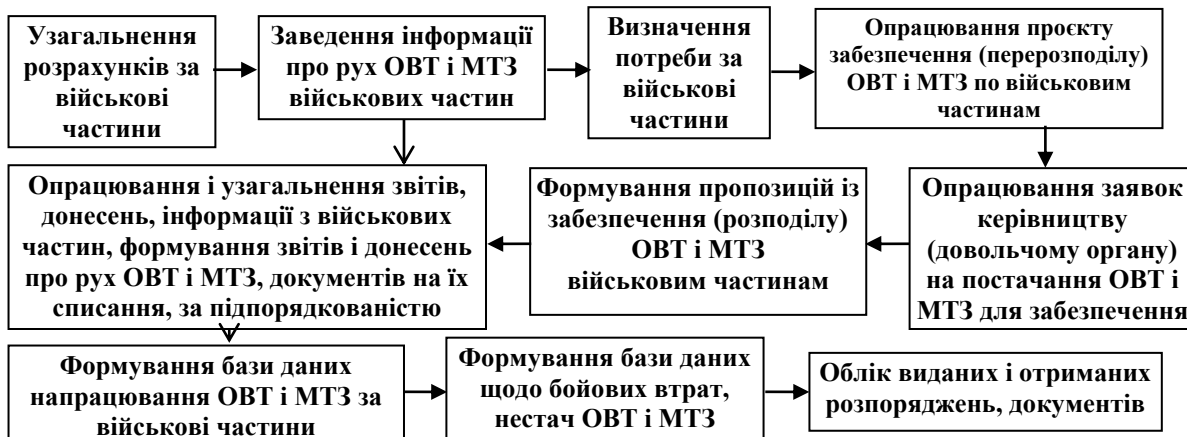 Узагальнення
розрахунків за
військові
частини
Заведення інформації
про рух ОВТ і МТЗ
військових частин
Визначення
потреби за
військові
частини
Опрацювання проєкту
забезпечення (перерозподілу)
ОВТ і МТЗ по військовим
частинам
Опрацювання і узагальнення звітів,
донесень, інформації з військових
частин, формування звітів і донесень
про рух ОВТ і МТЗ, документів на їх
списання, за підпорядкованістю
Формування пропозицій із
забезпечення (розподілу)
ОВТ і МТЗ
військовим частинам
Опрацювання заявок
керівництву
(довольчому органу)
на постачання ОВТ і
МТЗ для забезпечення
Формування бази даних
напрацювання ОВТ і МТЗ за
військові частини
Формування бази даних
щодо бойових втрат,
нестач ОВТ і МТЗ
Облік виданих і отриманих
розпоряджень, документів